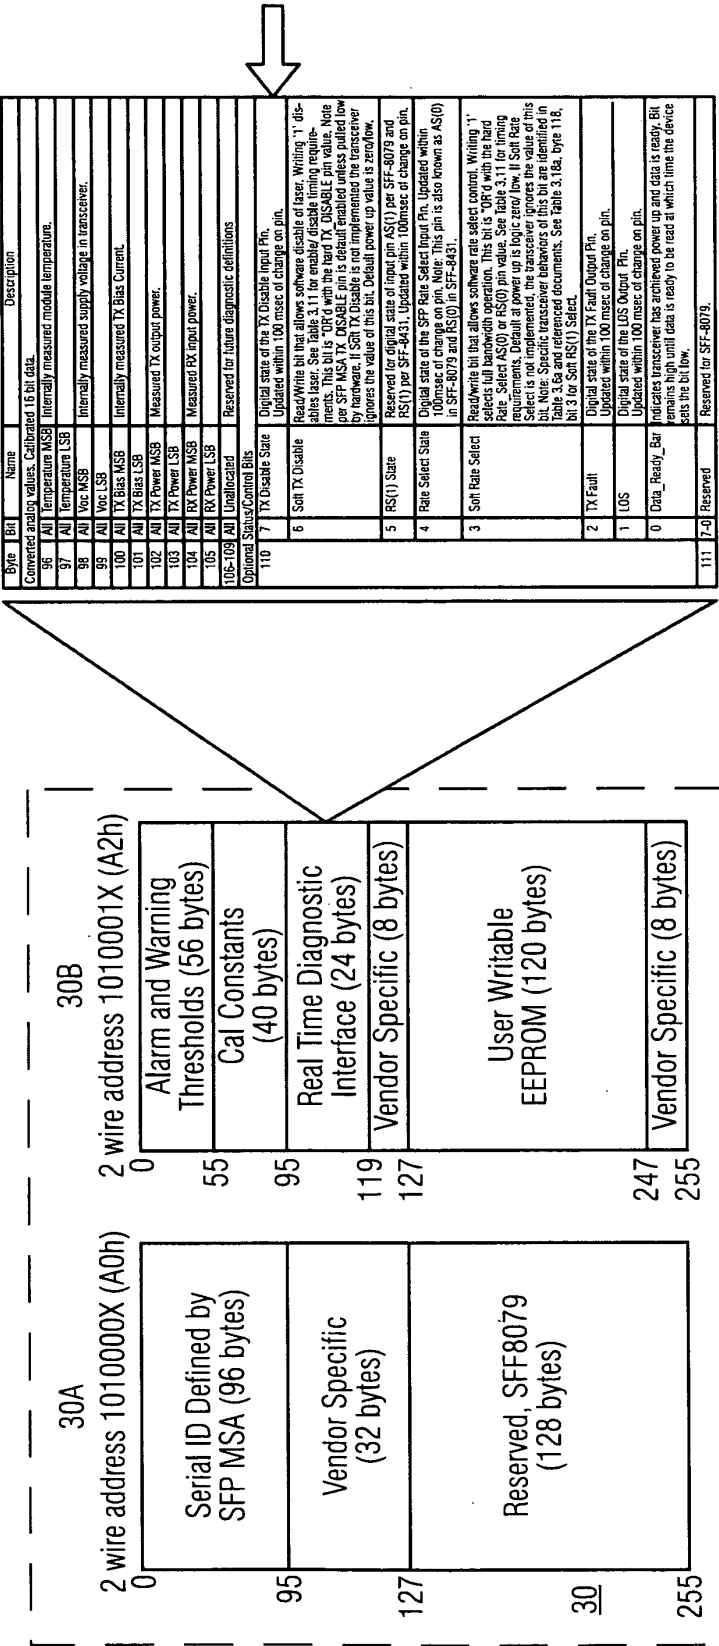 30A
2 wire address 1010000X (A0h)
0
Serial ID Defined by
SFP MSA (96 bytes)
95
Vendor Specific
(32 bytes)
127
Reserved, SFF8079
(128 bytes)
30
255
30B
2 wire address 1010001X (A2h)
0
Alarm and Warning
Thresholds (56 bytes)
55
Cal Constants
(40 bytes)
95
Real Time Diagnostic
Interface (24 bytes)
119
Vendor Specific (8 bytes)
127
User Writable
EEPROM (120 bytes)
247
Vendor Specific (8 bytes)
255
Byte Bit Name Description
Converted analog values. Calibrated 16 bit data.
96 All Temperature MSB Internally measured module temperature.
97 All Temperature LSB
98 All Vcc MSB Internally measured supply voltage in transceiver.
99 All Vcc LSB
100 All TX Bias MSB Internally measured TX Bias Current.
101 All TX Bias LSB
102 All TX Power MSB Measured TX output power.
103 All TX Power LSB
104 All RX Power MSB Measured RX input power.
105 All RX Power LSB
106-109 All Unallocated Reserved for future diagnostic definitions
Optional Status/Control Bits
110 7 TX Disable State Digital state of the TX Disable Input Pin.
Updated within 100 msec of change on pin.
6 Soft TX Disable Read/Write bit that allows software disable of laser. Writing '1' dis-
ables laser. See Table 3.11 for enable/ disable timing require-
ments. This bit is "OR'd with the hard TX_DISABLE pin value. Note
per SFP MSA TX_DISABLE pin is default enabled unless pulled low
by hardware. If Soft TX Disable is not implemented the transceiver
ignores the value of this bit. Default power up value is zero/low.
5 RS(1) State Reserved for digital state of input pin AS(1) per SFF-8079 and
RS(1) per SFF-8431. Updated within 100msec of change on pin.
4 Rate Select State Digital state of the SFP Rate Select Input Pin. Updated within
100msec of change on pin. Note: This pin is also known as AS(0)
in SFF-8079 and RS(0) in SFF-8431.
3 Soft Rate Select Read/write bit that allows software rate select control. Writing '1'
selects full bandwidth operation. This bit is "OR'd with the hard
Rate_Select AS(0) or RS(0) pin value. See Table 3.11 for timing
requirements. Default at power up is logic zero/ low. If Soft Rate
Select is not implemented, the transceiver ignores the value of this
bit. Note: Specific transceiver behaviors of this bit are identified in
Table 3.6a and referenced documents. See Table 3.18a, byte 118,
bit 3 for Soft RS(1) Select.
2 TX Fault Digital state of the TX Fault Output Pin.
Updated within 100 msec of change on pin.
1 LOS Digital state of the LOS Output Pin.
Updated within 100 msec of change on pin.
0 Data_Ready_Bar Indicates transceiver has achieved power up and data is ready. Bit
remains high until data is ready to be read at which time the device
sets the bit low.
111 7-0 Reserved Reserved for SFF-8079.